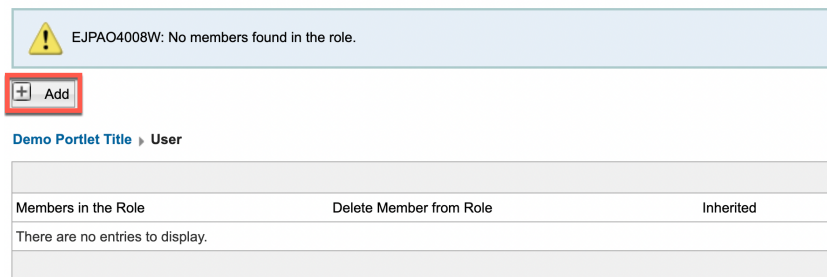 EJPAO4008W: No members found in the role.
Add
Demo Portlet Title User
Members in the Role Delete Member from Role Inherited
There are no entries to display.